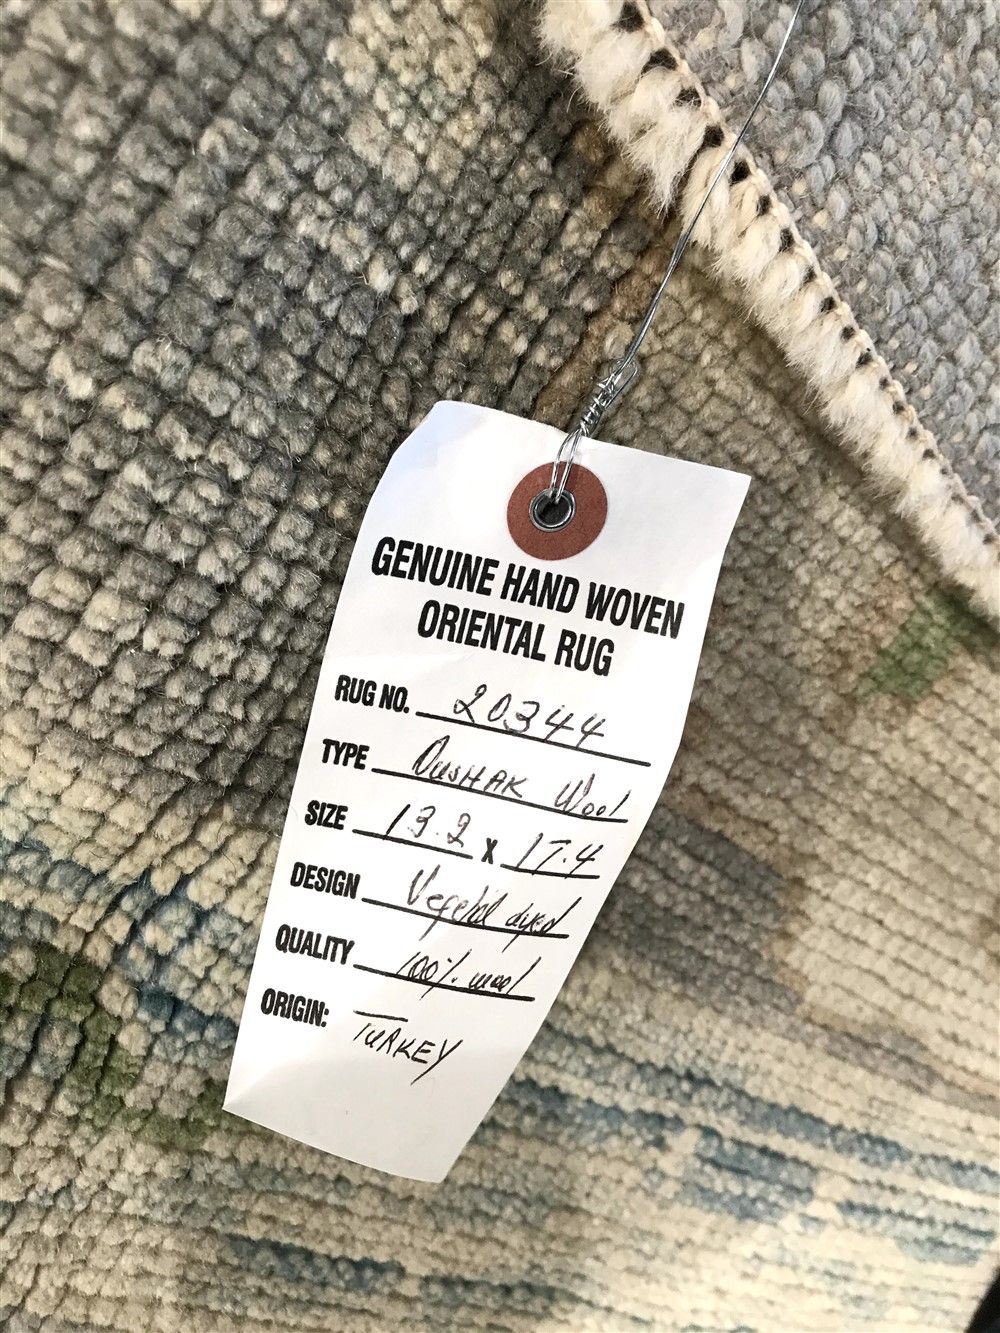 GENUINE HAND WOVEN
ORIENTAL RUG
RUG NO. 20344
TYPE OUSHAK Wool
SIZE 13.2 x 17.4
DESIGN Vegetal dyed
QUALITY 100% wool
ORIGIN: TURKEY